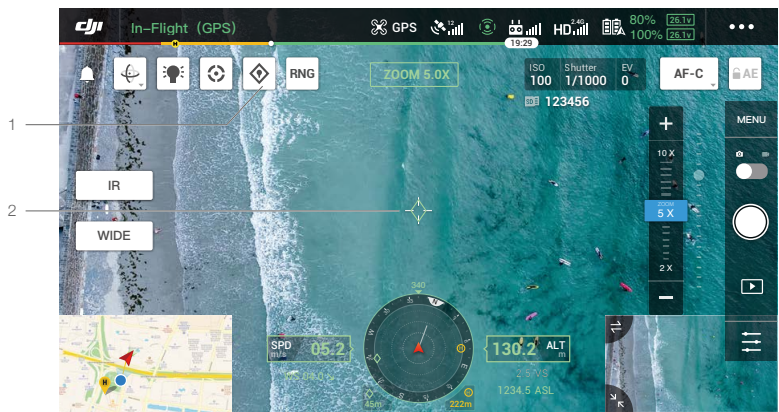 dji In-Flight (GPS) GPS 12 HD 2.4G 80% 26.1v
100% 26.1v
H 19:29
RNG ZOOM 5.0X ISO Shutter EV AF-C AE
100 1/1000 0
123456
1
MENU
+
10 X
IR
2
ZOOM
5 X
WIDE
2 X
340
N
SPD
m/s
05.2
130.2 ALT
m
W
E
S
1234.5 ASL
H
45m 222m